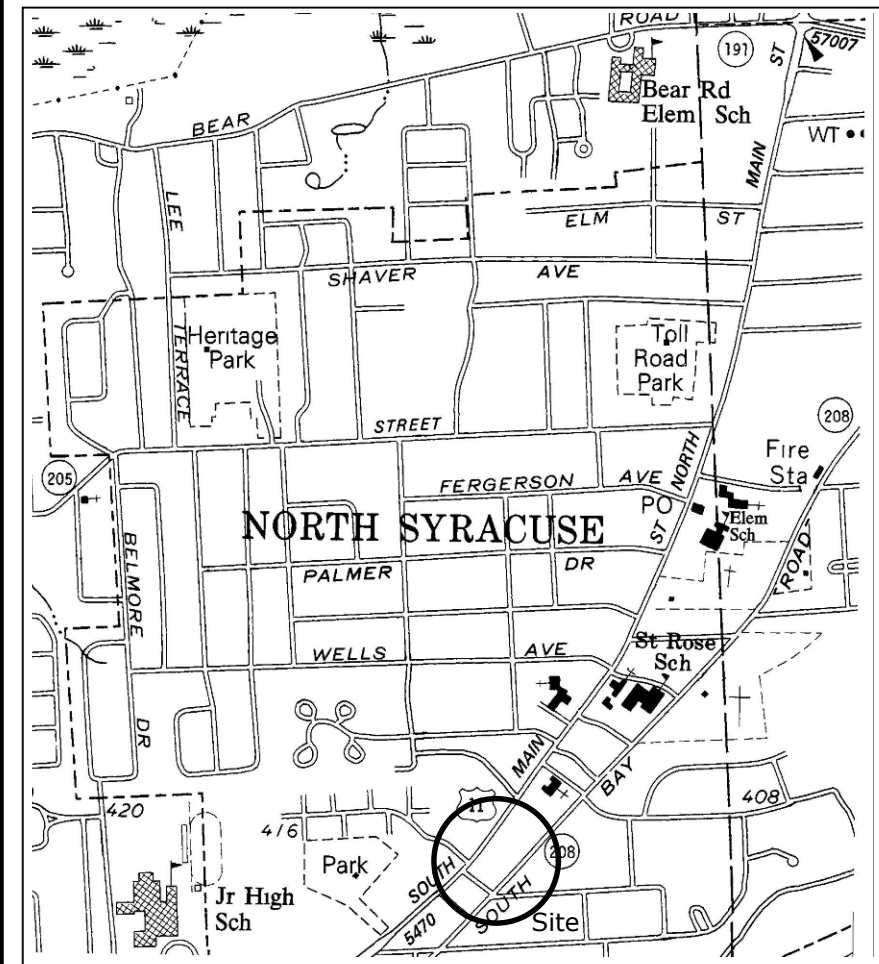 ROAD
191
ST
57007
Bear Rd
Elem Sch
BEAR
WT
MAIN
LEE
ELM ST
SHAVER AVE
Heritage
Park
TERRACE
Toll
Road
Park
STREET
NORTH
208
Fire
Sta
205
FERGERSON AVE
PO
Elem
Sch
NORTH SYRACUSE
ST
ROAD
BELMORE
PALMER DR
St Rose
Sch
WELLS AVE
DR
MAIN
BAY
420
408
416
11
208
Park
SOUTH
Jr High
Sch
5470
SOUTH
Site